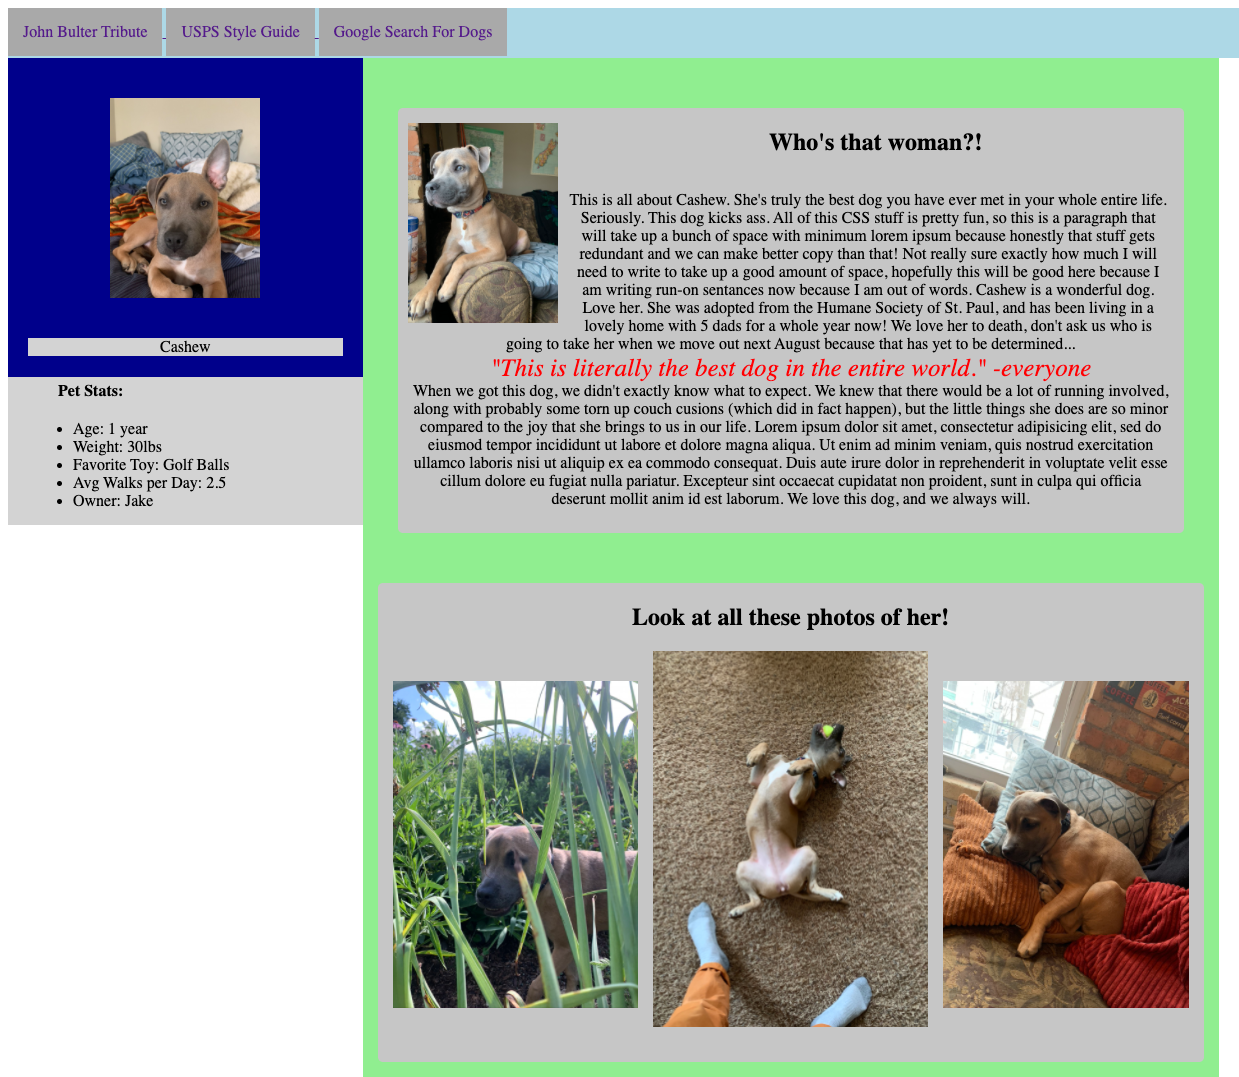 John Bulter Tribute USPS Style Guide Google Search For Dogs
Cashew
Pet Stats:
Age: 1 year
Weight: 30lbs
Favorite Toy: Golf Balls
Avg Walks per Day: 2.5
Owner: Jake
Who's that woman?!
This is all about Cashew. She's truly the best dog you have ever met in your whole entire life.
Seriously. This dog kicks ass. All of this CSS stuff is pretty fun, so this is a paragraph that
will take up a bunch of space with minimum lorem ipsum because honestly that stuff gets
redundant and we can make better copy than that! Not really sure exactly how much I will
need to write to take up a good amount of space, hopefully this will be good here because I
am writing run-on sentances now because I am out of words. Cashew is a wonderful dog.
Love her. She was adopted from the Humane Society of St. Paul, and has been living in a
lovely home with 5 dads for a whole year now! We love her to death, don't ask us who is
going to take her when we move out next August because that has yet to be determined...
"This is literally the best dog in the entire world." -everyone
When we got this dog, we didn't exactly know what to expect. We knew that there would be a lot of running involved,
along with probably some torn up couch cusions (which did in fact happen), but the little things she does are so minor
compared to the joy that she brings to us in our life. Lorem ipsum dolor sit amet, consectetur adipisicing elit, sed do
eiusmod tempor incididunt ut labore et dolore magna aliqua. Ut enim ad minim veniam, quis nostrud exercitation
ullamco laboris nisi ut aliquip ex ea commodo consequat. Duis aute irure dolor in reprehenderit in voluptate velit esse
cillum dolore eu fugiat nulla pariatur. Excepteur sint occaecat cupidatat non proident, sunt in culpa qui officia
deserunt mollit anim id est laborum. We love this dog, and we always will.
Look at all these photos of her!